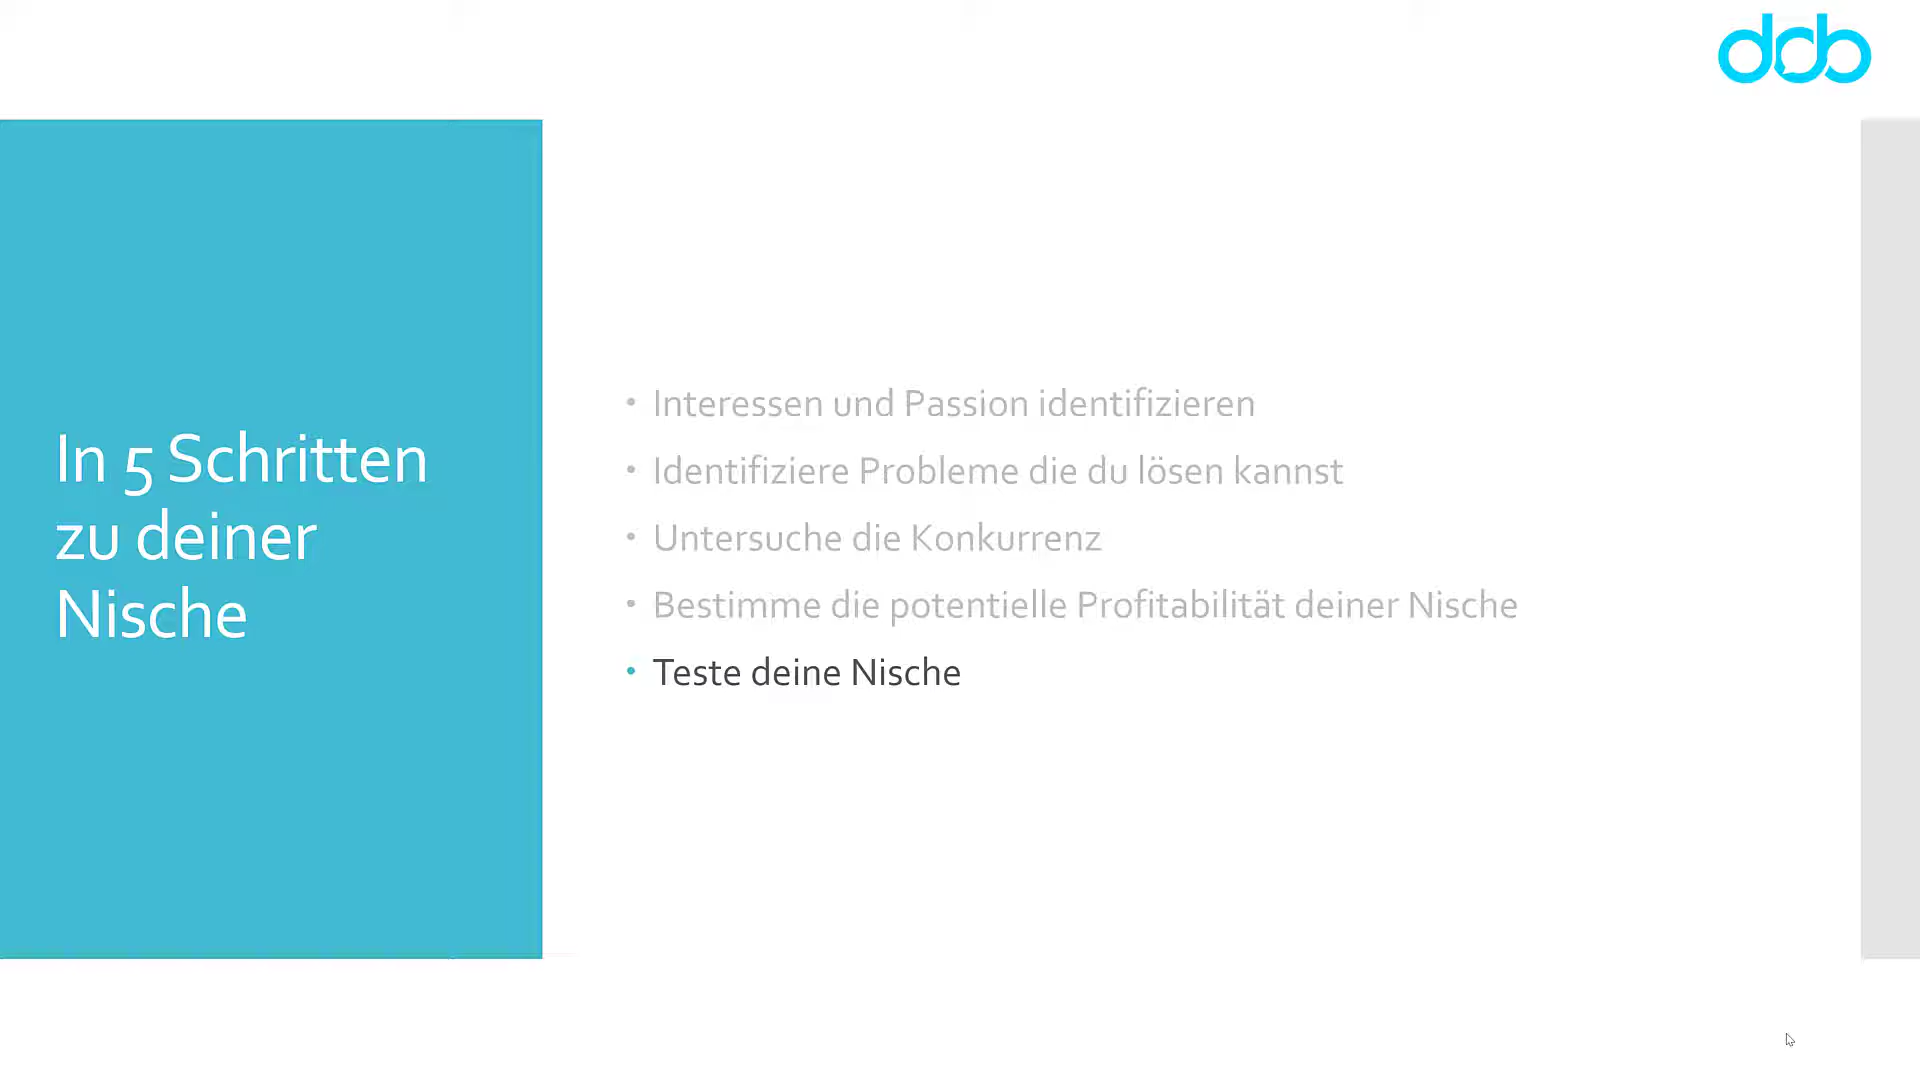 dcb
In 5 Schritten
zu deiner
Nische
• Interessen und Passion identifizieren
• Identifiziere Probleme die du lösen kannst
• Untersuche die Konkurrenz
• Bestimme die potentielle Profitabilität deiner Nische
• Teste deine Nische